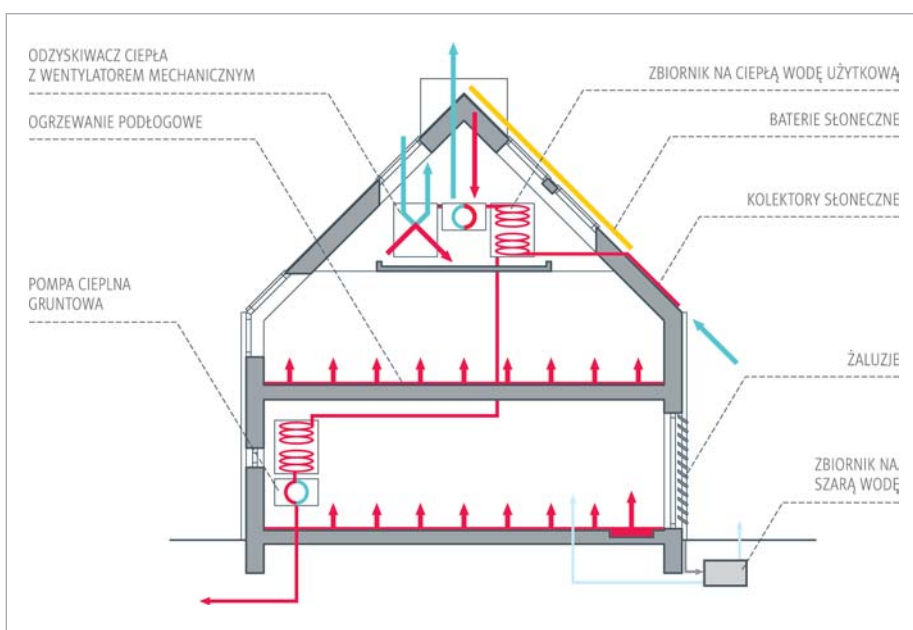 ODZYSKIWACZ CIEPŁA
Z WENTYLATOREM MECHANICZNYM
OGRZEWANIE PODŁOGOWE
POMPA CIEPLNA
GRUNTOWA
ZBIORNIK NA CIEPŁĄ WODĘ UŻYTKOWĄ
BATERIE SŁONECZNE
KOLEKTORY SŁONECZNE
ŻALUZJE
ZBIORNIK NA
SZARĄ WODĘ